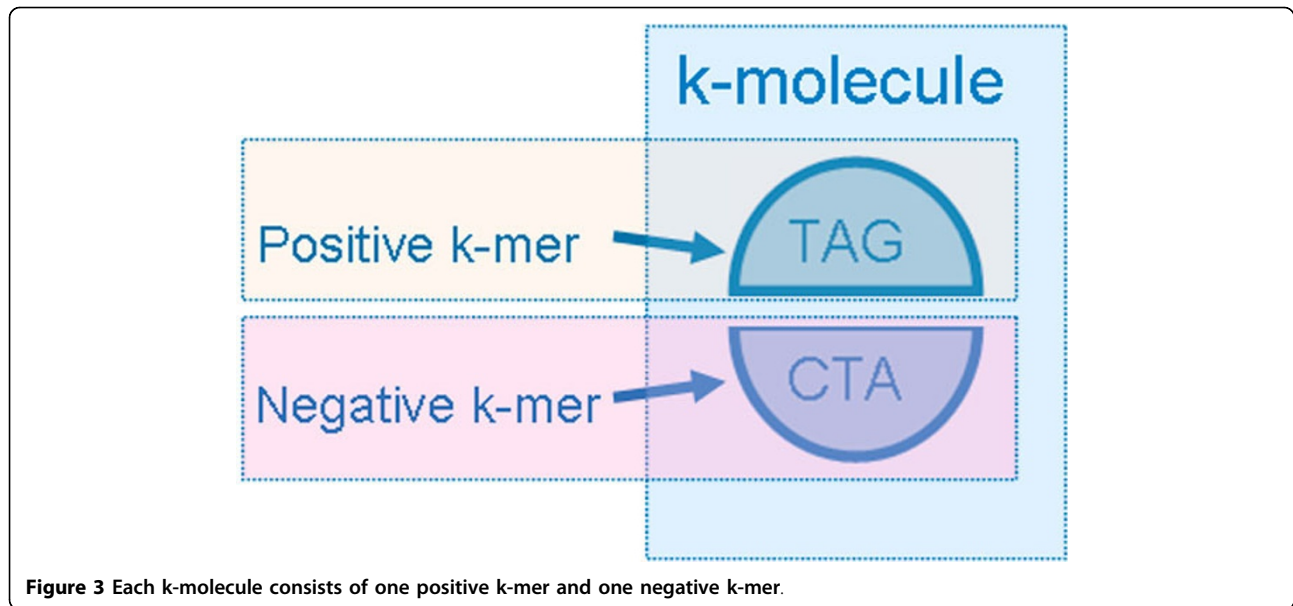 k-molecule
Positive k-mer
TAG
Negative k-mer
CTA
Figure 3 Each k-molecule consists of one positive k-mer and one negative k-mer.